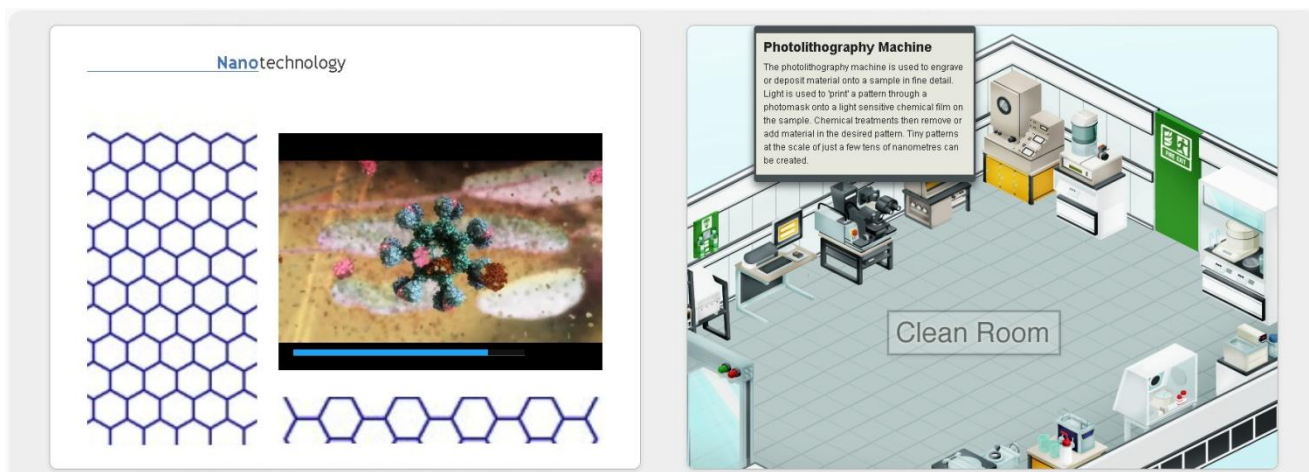 Nanotechnology
Photolithography Machine
The photolithography machine is used to engrave
or deposit material onto a sample in fine detail.
Light is used to 'print' a pattern through a
photomask onto a light sensitive chemical film on
the sample. Chemical treatments then remove or
add material in the desired pattern. Tiny patterns
at the scale of just a few tens of nanometres can
be created.
FIRE EXIT
Clean Room